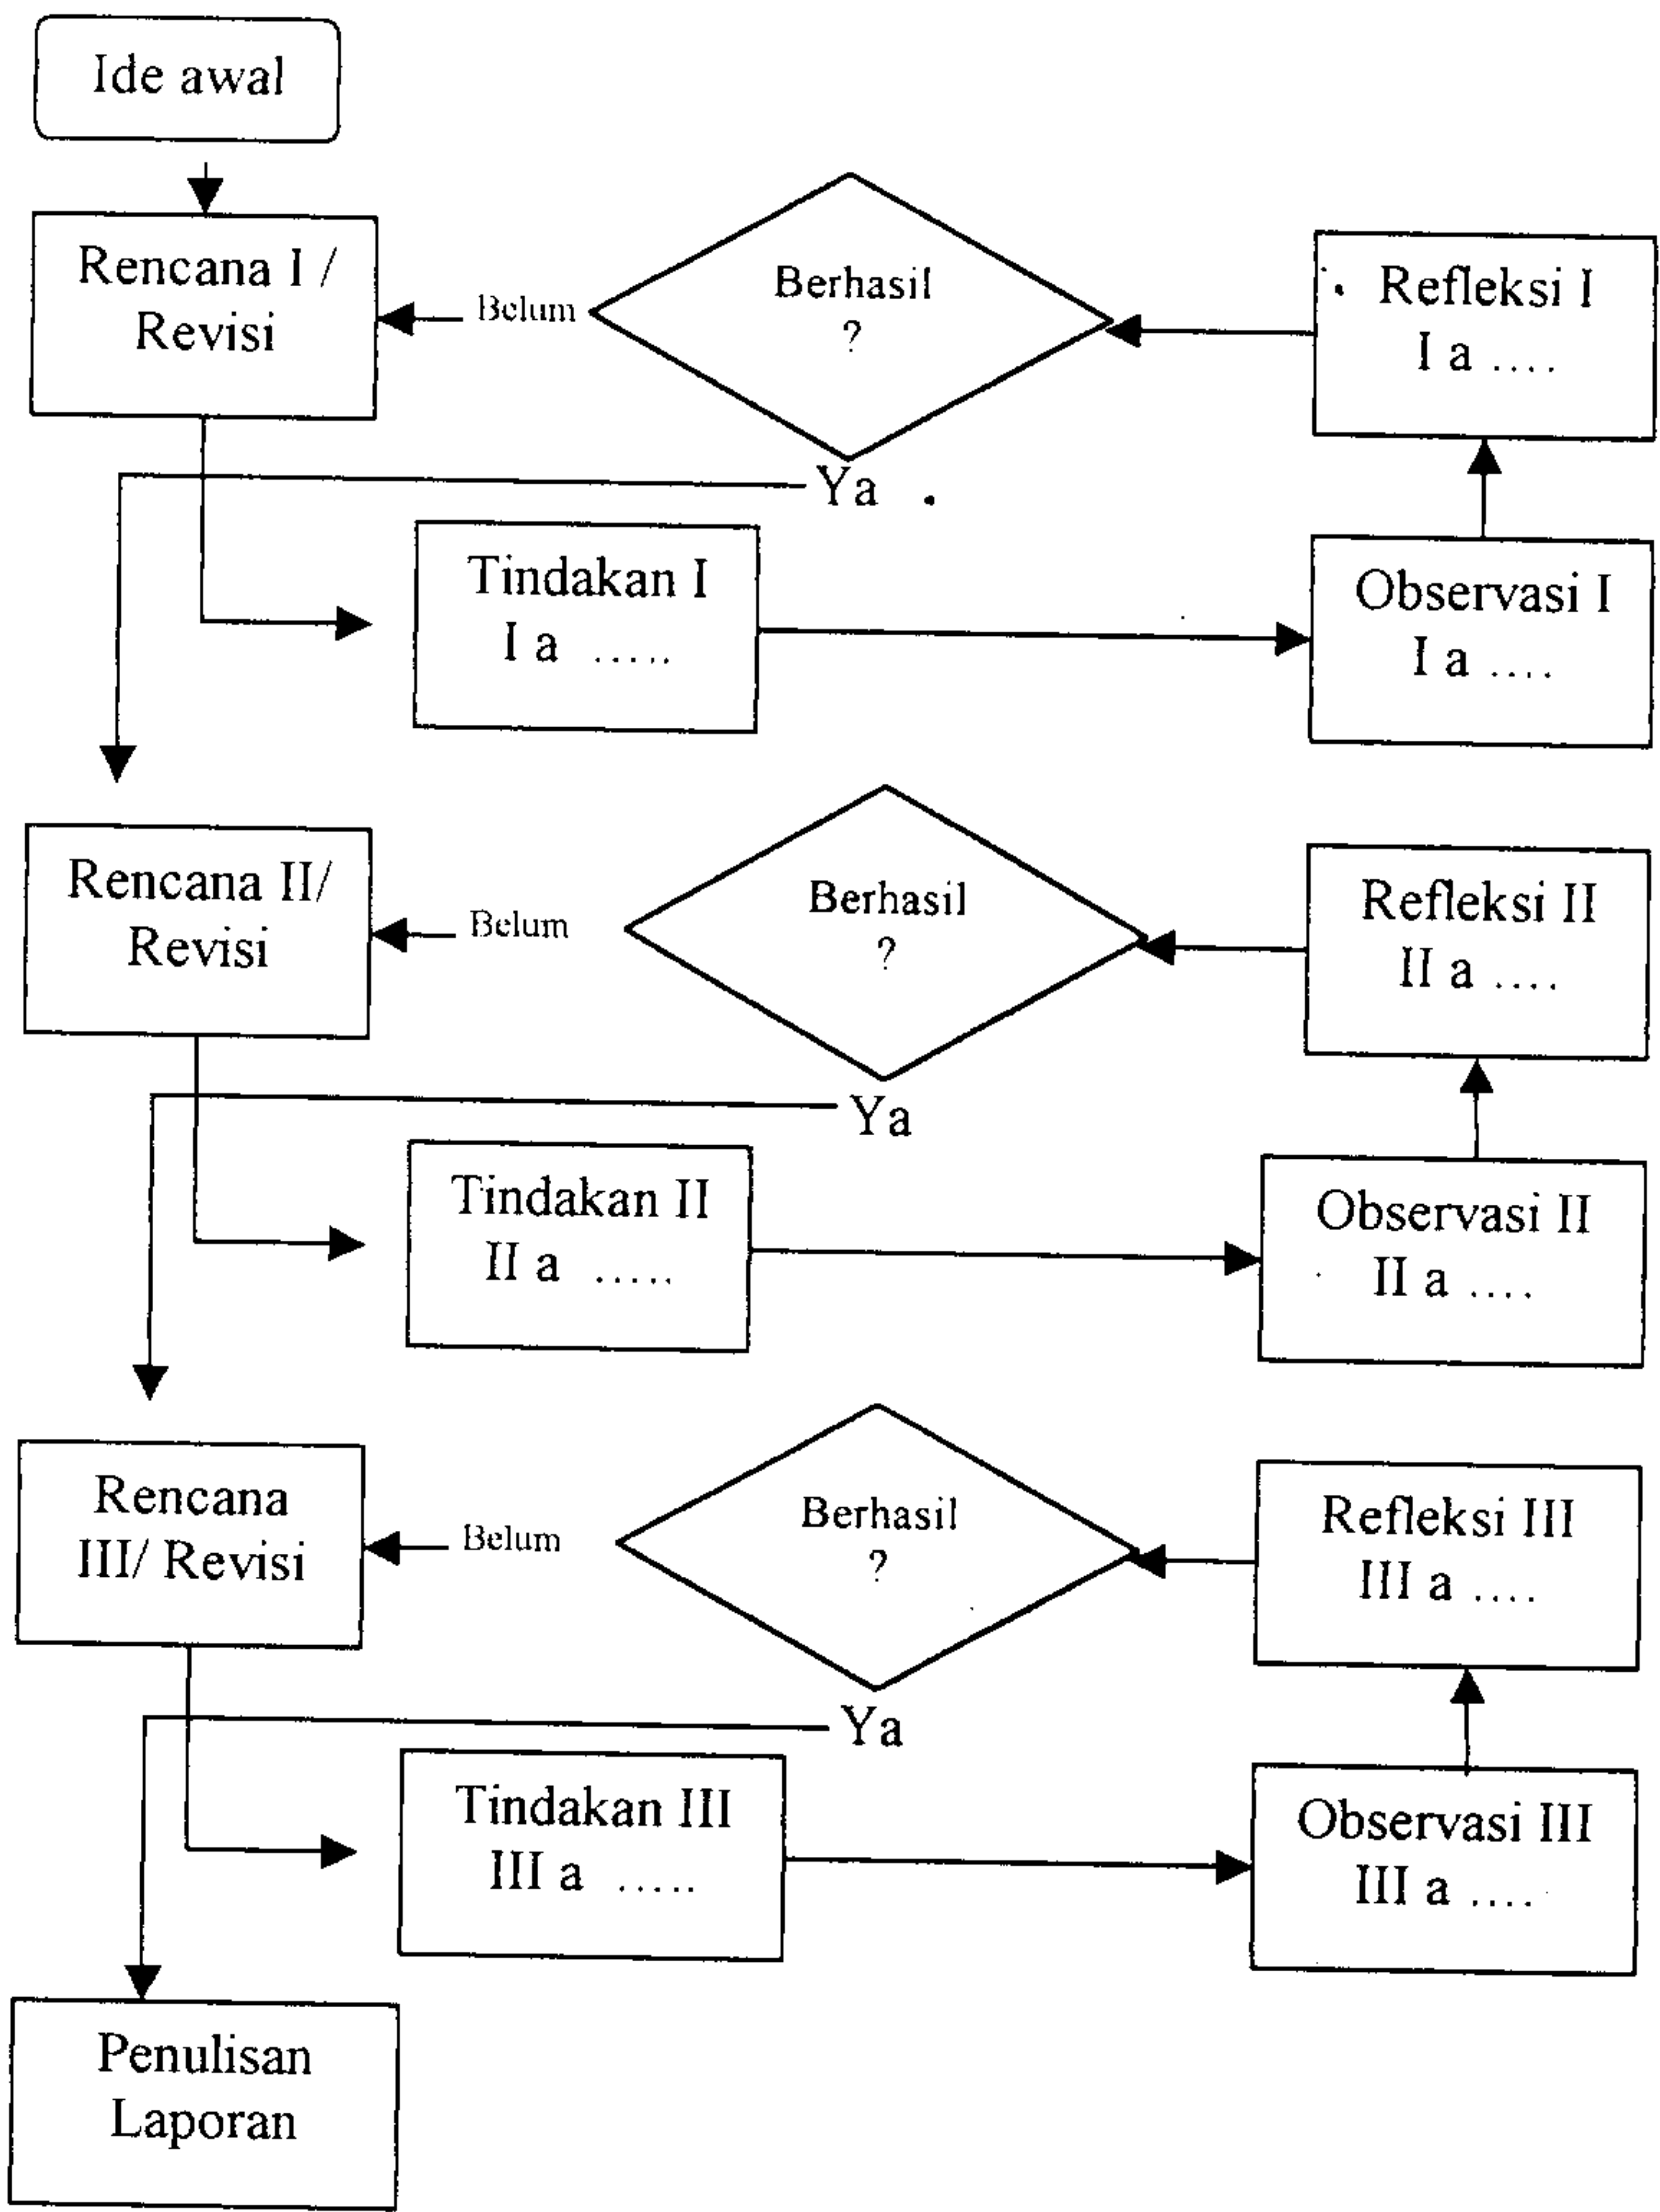 Ide awal
Rencana I /
Revisi
Belum
Berhasil
?
Refleksi I
I a ....
Ya
Tindakan I
I a .....
Observasi I
I a ....
Rencana II/
Revisi
Belum
Berhasil
?
Refleksi II
II a ....
Ya
Tindakan II
II a .....
Observasi II
II a ....
Rencana
III/ Revisi
Belum
Berhasil
?
Refleksi III
III a ....
Ya
Tindakan III
III a .....
Observasi III
III a ....
Penulisan
Laporan